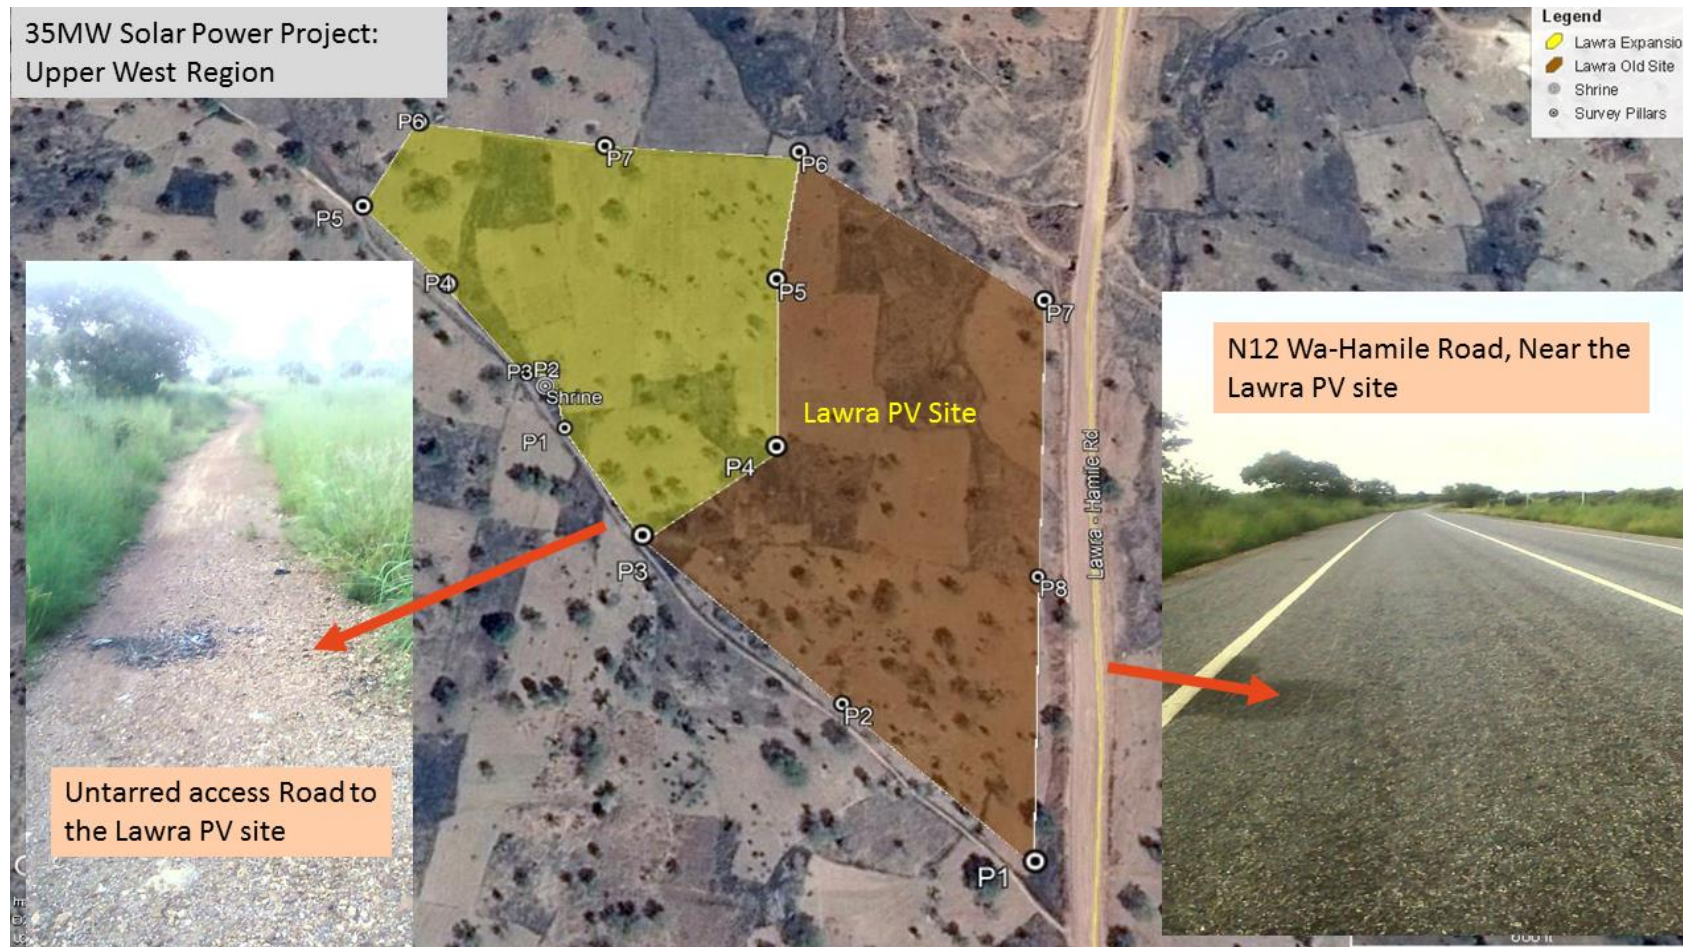 35MW Solar Power Project:
Upper West Region
Legend
Lawra Expansio
Lawra Old Site
Shrine
Survey Pillars
P6
P7
P6
P5
P4
P5
P7
P3
P2
Shrine
P1
Lawra PV Site
P4
P3
Lawra - Hamile Rd
P8
P2
P1
N12 Wa-Hamile Road, Near the
Lawra PV site
Untarred access Road to
the Lawra PV site